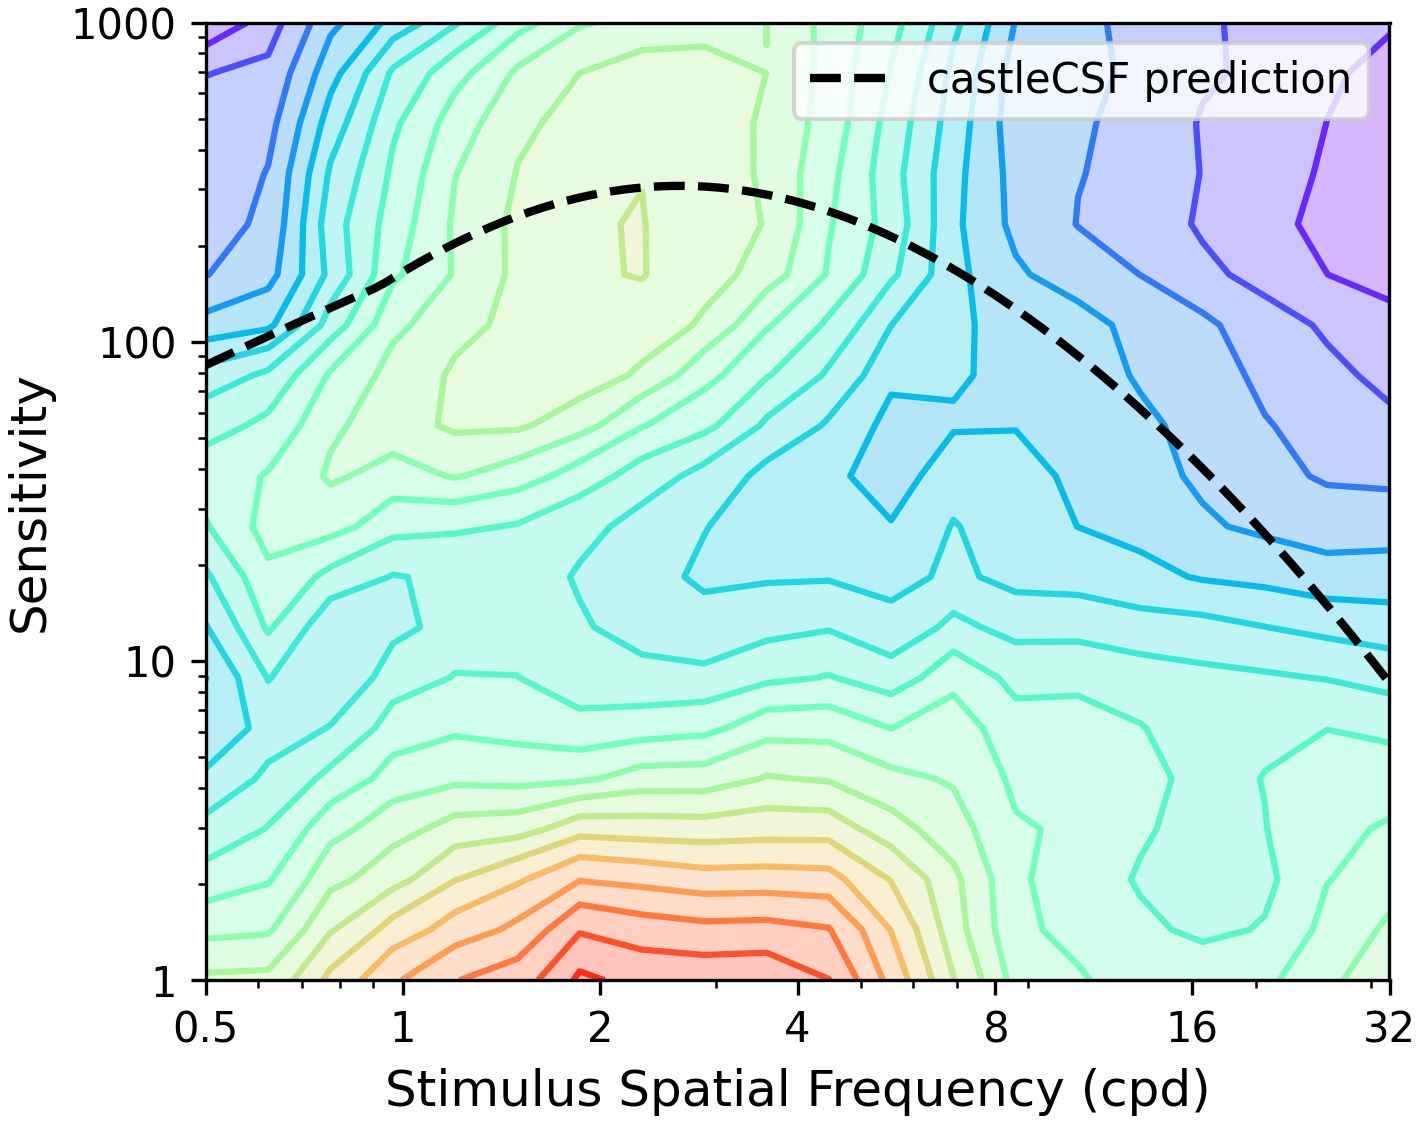 1000
100
10
1
Sensitivity
castleCSF prediction
0.5 1 2 4 8 16 32
Stimulus Spatial Frequency (cpd)